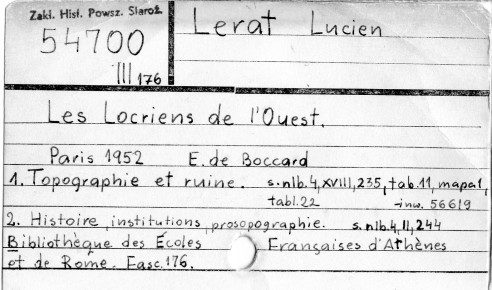 Zakł. Hist. Powsz. Staroż.
54700
III 176
Lerat Lucien
Les Locriens de l'Ouest.
Paris 1952 E. de Boccard
1. Topographie et ruine. s.nlb.4, XVIII, 235, tab.11, mapa 1,
tabl.22 inw. 56619
2. Histoire, institutions, prosopographie. s.nlb.4, II, 244
Bibliothèque des Écoles Françaises d'Athènes
et de Rome. Fasc. 176.